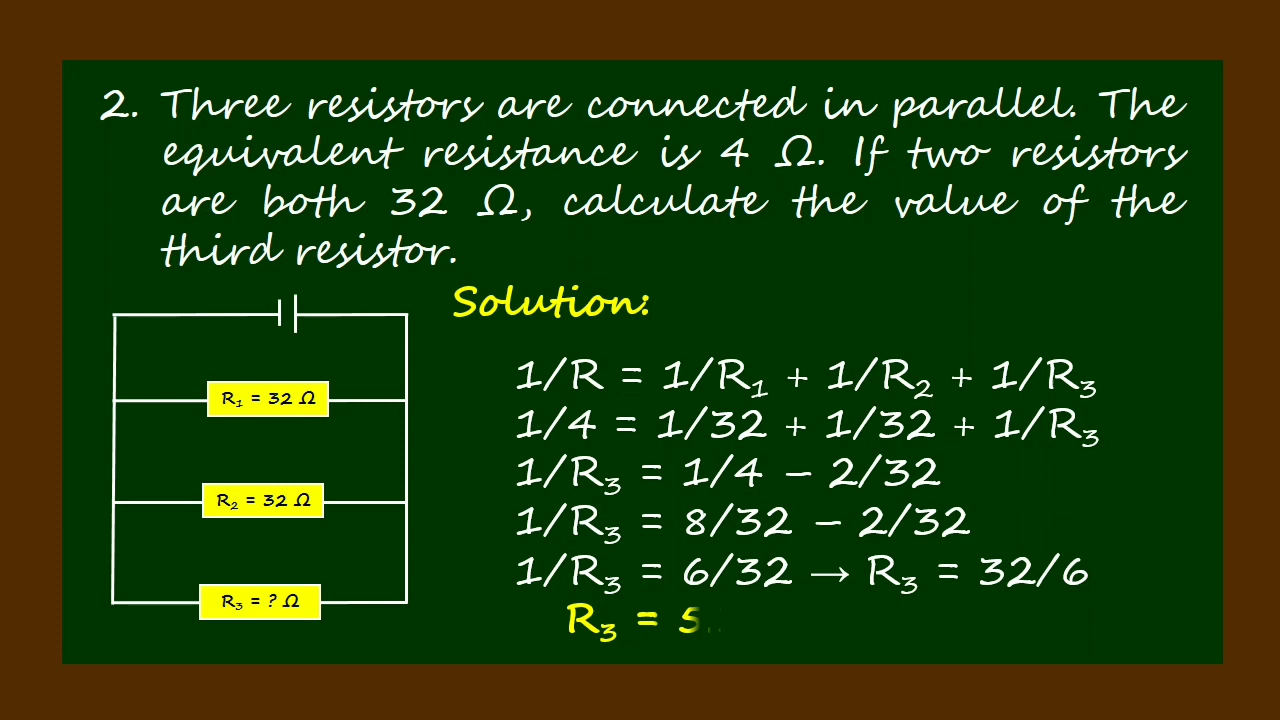 2. Three resistors are connected in parallel. The
equivalent resistance is 4 Ω. If two resistors
are both 32 Ω, calculate the value of the
third resistor.
Solution:
R₁ = 32 Ω
R₂ = 32 Ω
R₃ = ? Ω
1/R = 1/R₁ + 1/R₂ + 1/R₃
1/4 = 1/32 + 1/32 + 1/R₃
1/R₃ = 1/4 – 2/32
1/R₃ = 8/32 – 2/32
1/R₃ = 6/32 → R₃ = 32/6
R₃ = 5